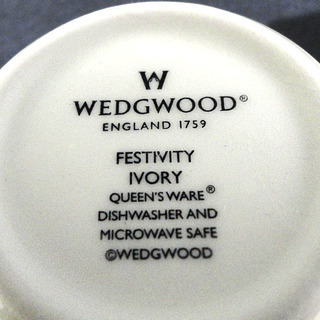 W
WEDGWOOD®
ENGLAND 1759
FESTIVITY
IVORY
QUEEN'S WARE®
DISHWASHER AND
MICROWAVE SAFE
©WEDGWOOD